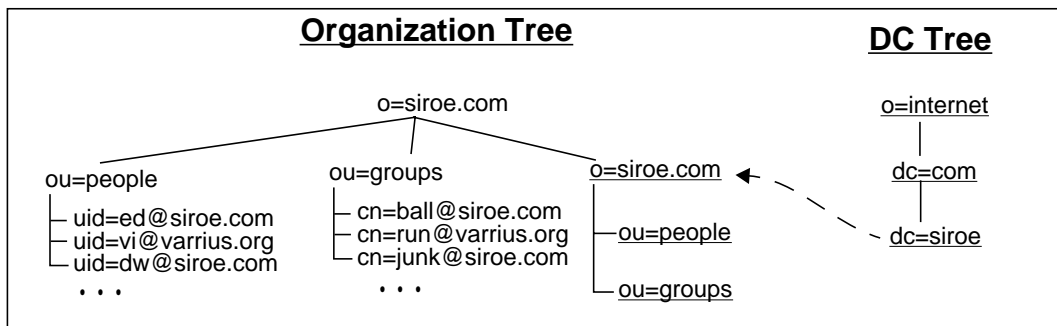 Organization Tree
DC Tree
o=siroe.com
o=internet
ou=people
ou=groups
o=siroe.com
dc=com
uid=ed@siroe.com
cn=ball@siroe.com
uid=vi@varrius.org
cn=run@varrius.org
ou=people
dc=siroe
uid=dw@siroe.com
cn=junk@siroe.com
. . .
. . .
ou=groups